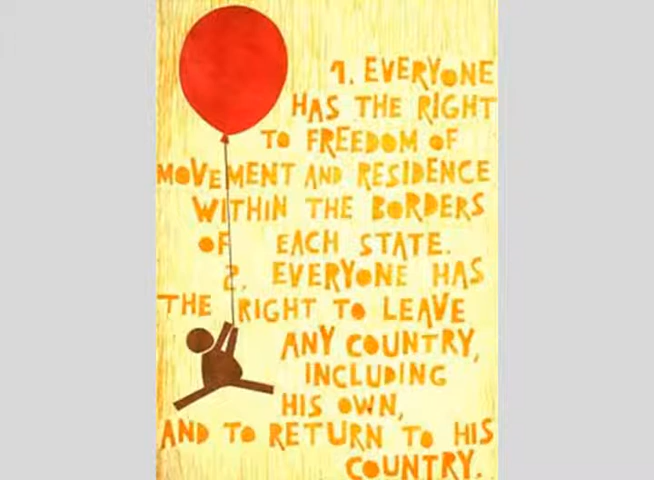 1. EVERYONE
HAS THE RIGHT
TO FREEDOM OF
MOVEMENT AND RESIDENCE
WITHIN THE BORDERS
OF EACH STATE.
2. EVERYONE HAS
THE RIGHT TO LEAVE
ANY COUNTRY,
INCLUDING
HIS OWN,
AND TO RETURN TO HIS
COUNTRY.